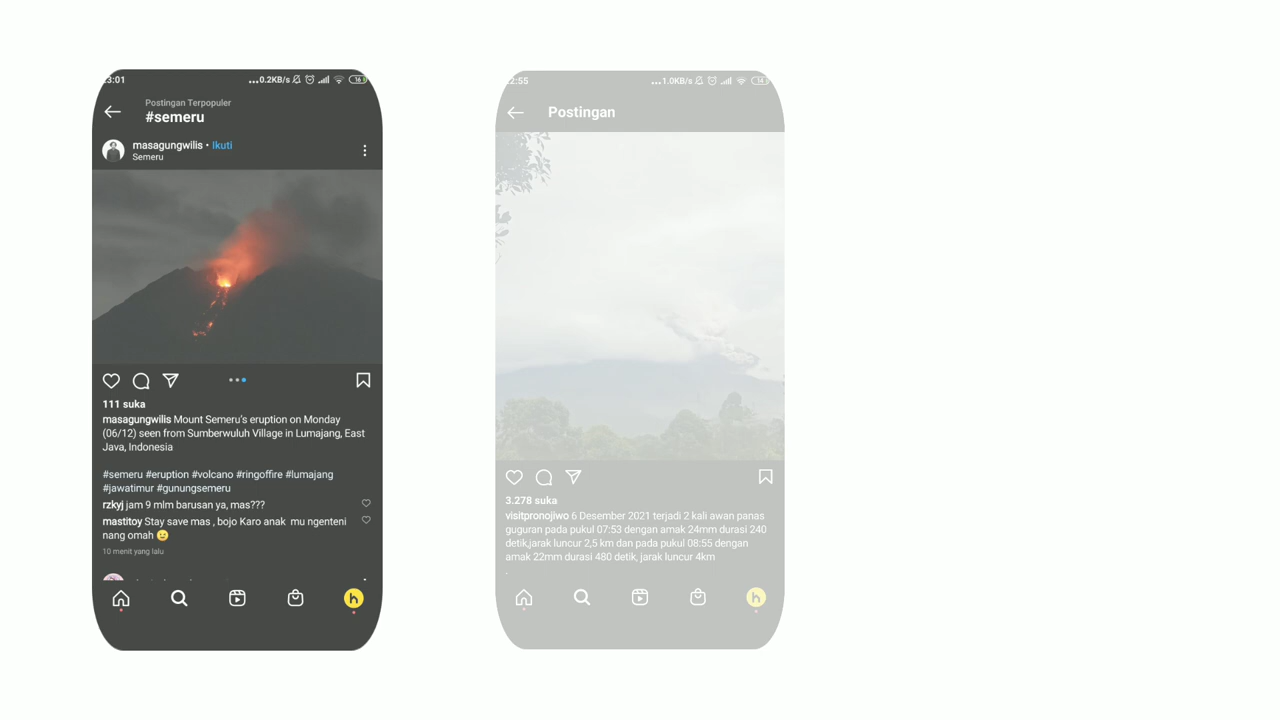 3:01
...0.2KB/s
16
Postingan Terpopuler
#semeru
masagungwilis • Ikuti
Semeru
111 suka
masagungwilis Mount Semeru's eruption on Monday
(06/12) seen from Sumberwuluh Village in Lumajang, East
Java, Indonesia
#semeru #eruption #volcano #ringoffire #lumajang
#jawatimur #gunungsemeru
rzkyj jam 9 mlm barusan ya, mas???
mastitoy Stay save mas , bojo Karo anak mu ngenteni
nang omah 😉
10 menit yang lalu
h
2:55
...1.0KB/s
14
Postingan
3.278 suka
visitpronojiwo 6 Desember 2021 terjadi 2 kali awan panas
guguran pada pukul 07:53 dengan amak 24mm durasi 240
detik,jarak luncur 2,5 km dan pada pukul 08:55 dengan
amak 22mm durasi 480 detik, jarak luncur 4km
.
h